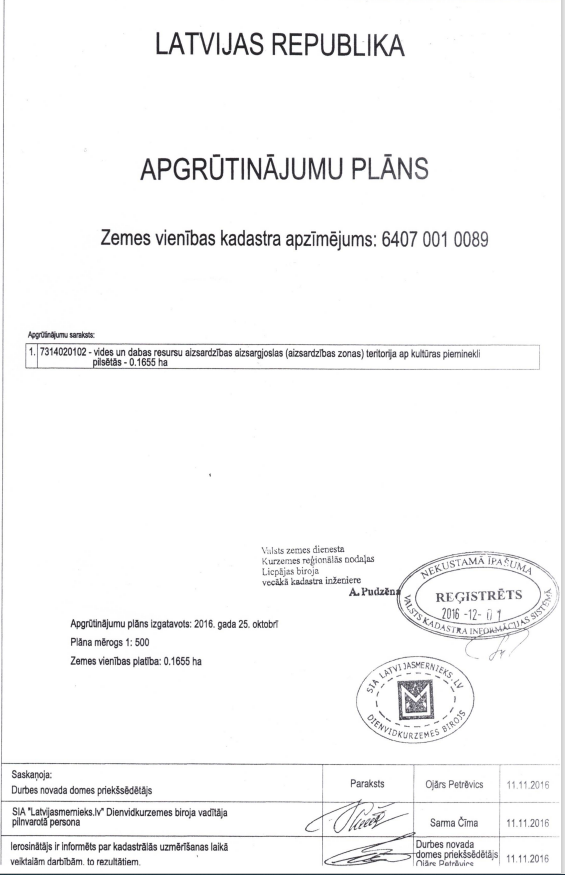 LATVIJAS REPUBLIKA
APGRŪTINĀJUMU PLĀNS
Zemes vienības kadastra apzīmējums: 6407 001 0089
Apgrūtinājumu saraksts:
1. 7314020102 - vides un dabas resursu aizsardzības aizsargjoslas (aizsardzības zonas) teritorija ap kultūras pieminekli
pilsētās - 0.1655 ha
Valsts zemes dienesta
Kurzemes reģionālās nodaļas
Liepājas biroja
vecākā kadastra inženiere
A. Pudzēna
NEKUSTAMĀ ĪPAŠUMA
REĢISTRĒTS
2016 -12- 01
VALSTS KADASTRA INFORMĀCIJAS SISTĒMĀ
Apgrūtinājumu plāns izgatavots: 2016. gada 25. oktobrī
Plāna mērogs 1: 500
Zemes vienības platība: 0.1655 ha
SIA LATVIJASMERNIEKS.LV
DIENVIDKURZEMES BIROJS
Saskaņoja:
Durbes novada domes priekšsēdētājs
Paraksts
Ojārs Petrēvics
11.11.2016
SIA "Latvijasmernieks.lv" Dienvidkurzemes biroja vadītāja
pilnvarotā persona
Sarma Čīma
11.11.2016
Ierosinātājs ir informēts par kadastrālās uzmērīšanas laikā
veiktajām darbībām, to rezultātiem.
Durbes novada
domes priekšsēdētājs
Ojārs Petrēvics
11.11.2016